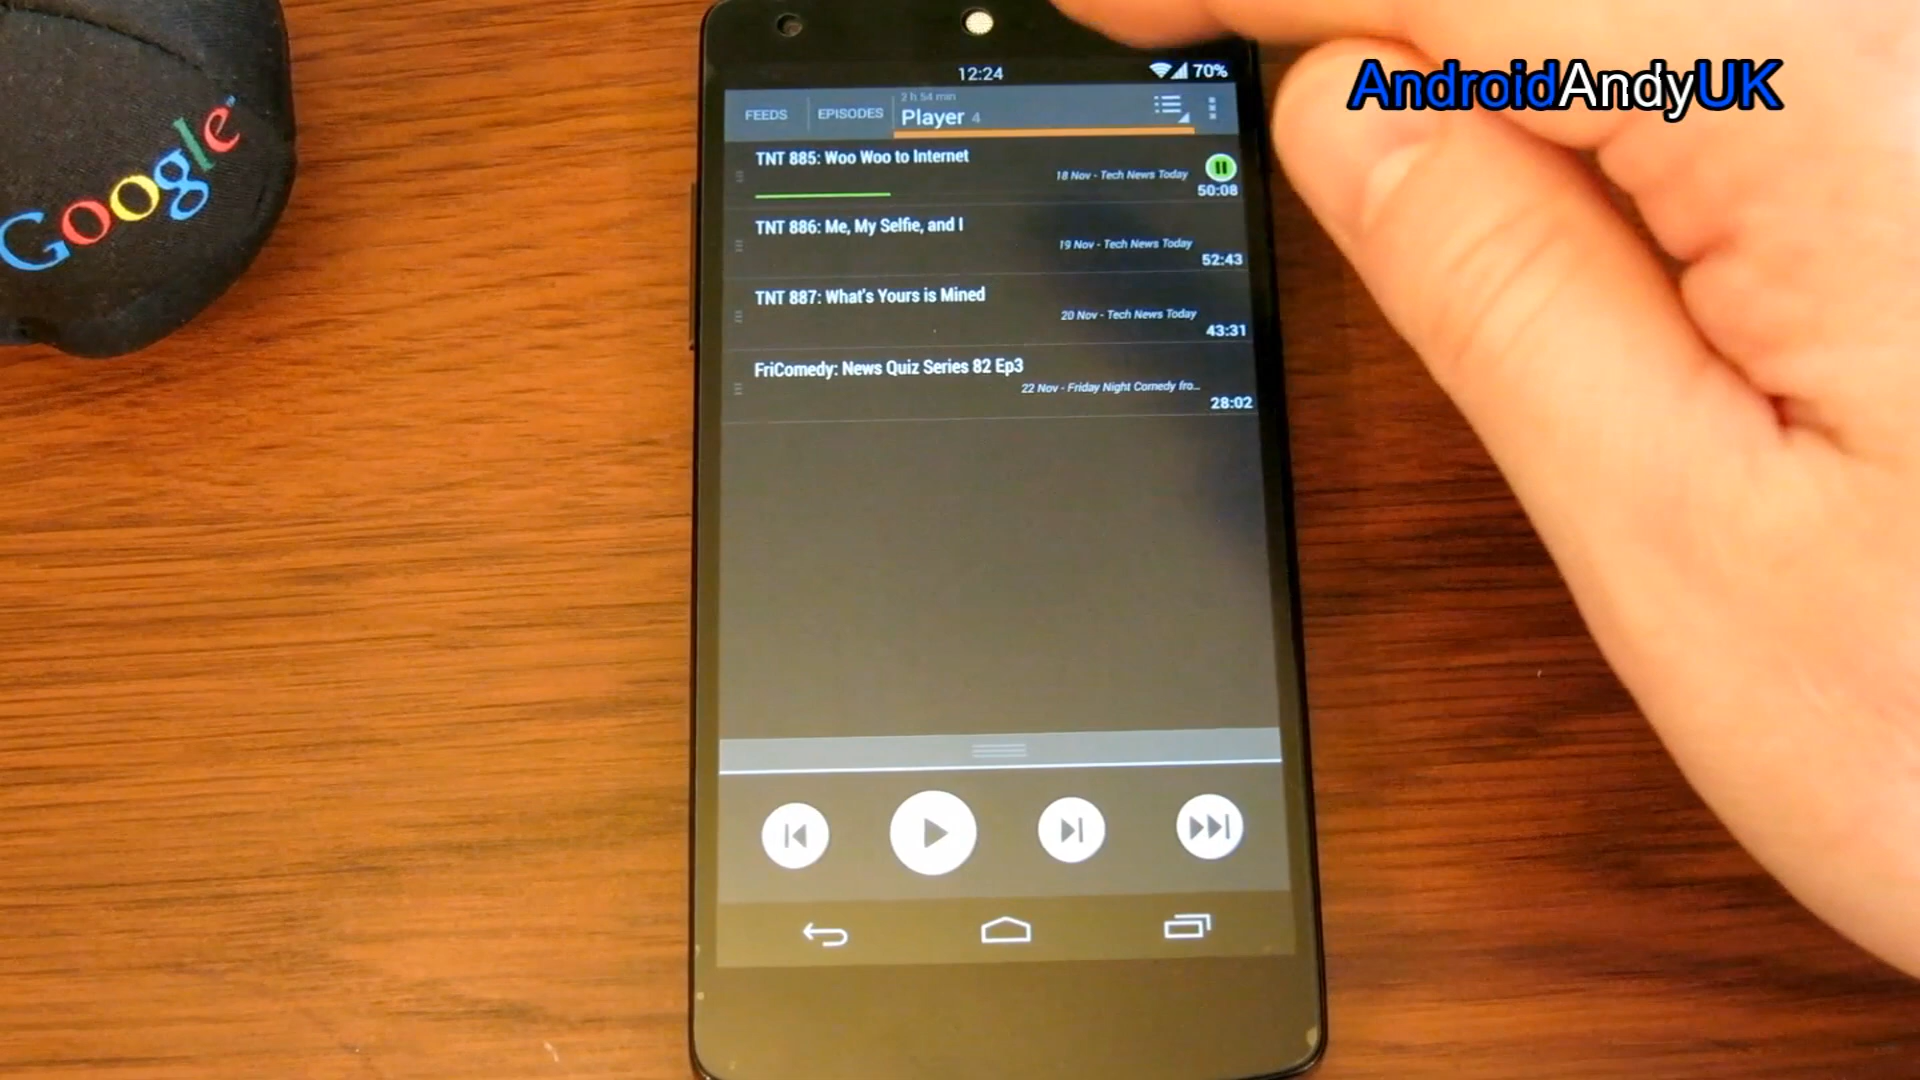 Google™
AndroidAndyUK
12:24
70%
FEEDS
EPISODES
2 h 54 min
Player 4
TNT 885: Woo Woo to Internet
18 Nov - Tech News Today
50:08
TNT 886: Me, My Selfie, and I
19 Nov - Tech News Today
52:43
TNT 887: What's Yours is Mined
20 Nov - Tech News Today
43:31
FriComedy: News Quiz Series 82 Ep3
22 Nov - Friday Night Comedy fro...
28:02